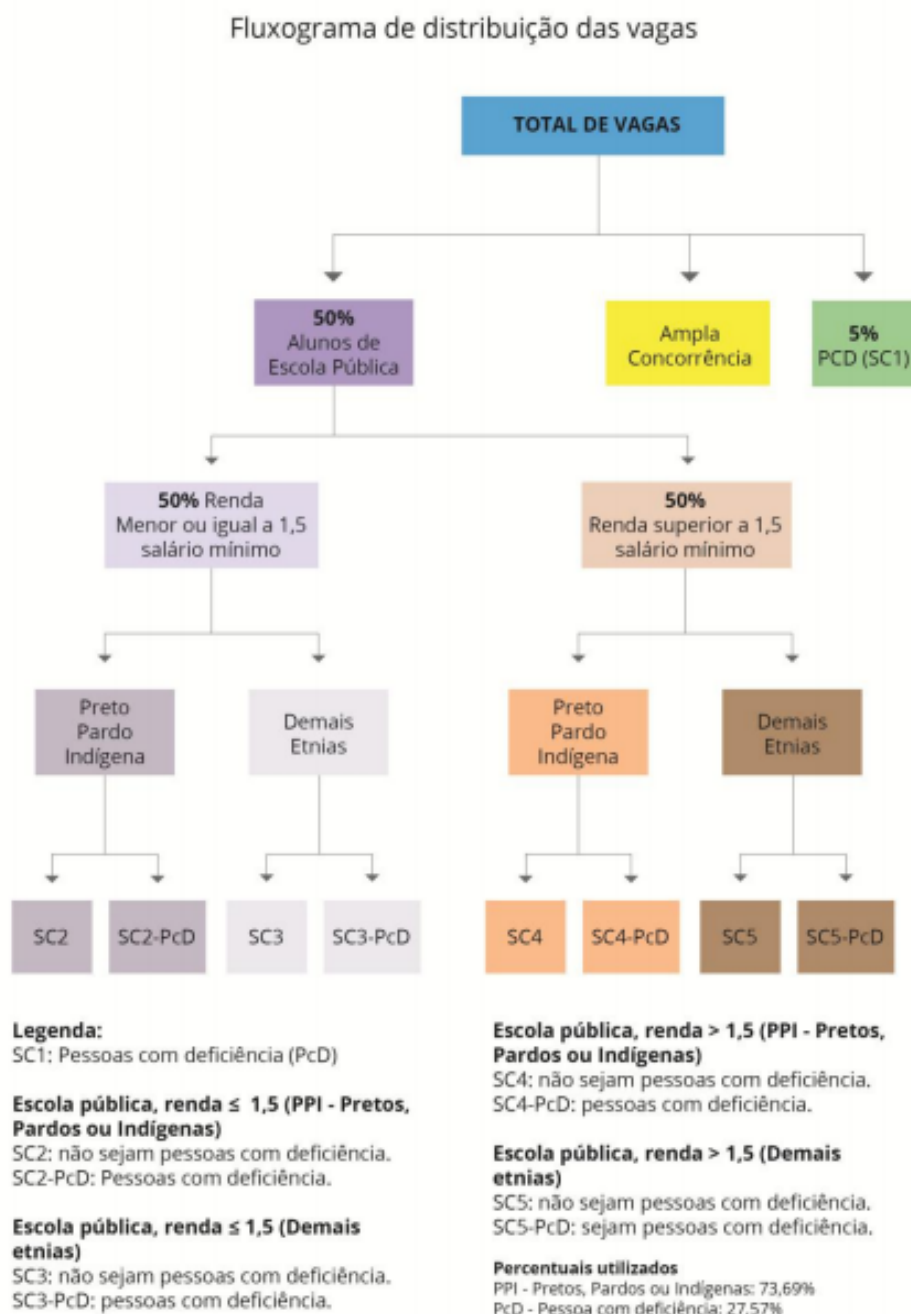 Fluxograma de distribuição das vagas
TOTAL DE VAGAS
50%
Alunos de
Escola Pública
Ampla
Concorrência
5%
PCD (SC1)
50% Renda
Menor ou igual a 1,5
salário mínimo
50%
Renda superior a 1,5
salário mínimo
Preto
Pardo
Indígena
Demais
Etnias
Preto
Pardo
Indígena
Demais
Etnias
SC2
SC2-PcD
SC3
SC3-PcD
SC4
SC4-PcD
SC5
SC5-PcD
Legenda:
SC1: Pessoas com deficiência (PcD)
Escola pública, renda ≤ 1,5 (PPI - Pretos,
Pardos ou Indígenas)
SC2: não sejam pessoas com deficiência.
SC2-PcD: Pessoas com deficiência.
Escola pública, renda ≤ 1,5 (Demais
etnias)
SC3: não sejam pessoas com deficiência.
SC3-PcD: pessoas com deficiência.
Escola pública, renda > 1,5 (PPI - Pretos,
Pardos ou Indígenas)
SC4: não sejam pessoas com deficiência.
SC4-PcD: pessoas com deficiência.
Escola pública, renda > 1,5 (Demais
etnias)
SC5: não sejam pessoas com deficiência.
SC5-PcD: sejam pessoas com deficiência.
Percentuais utilizados
PPI - Pretos, Pardos ou Indígenas: 73,69%
PcD - Pessoa com deficiência: 27,57%